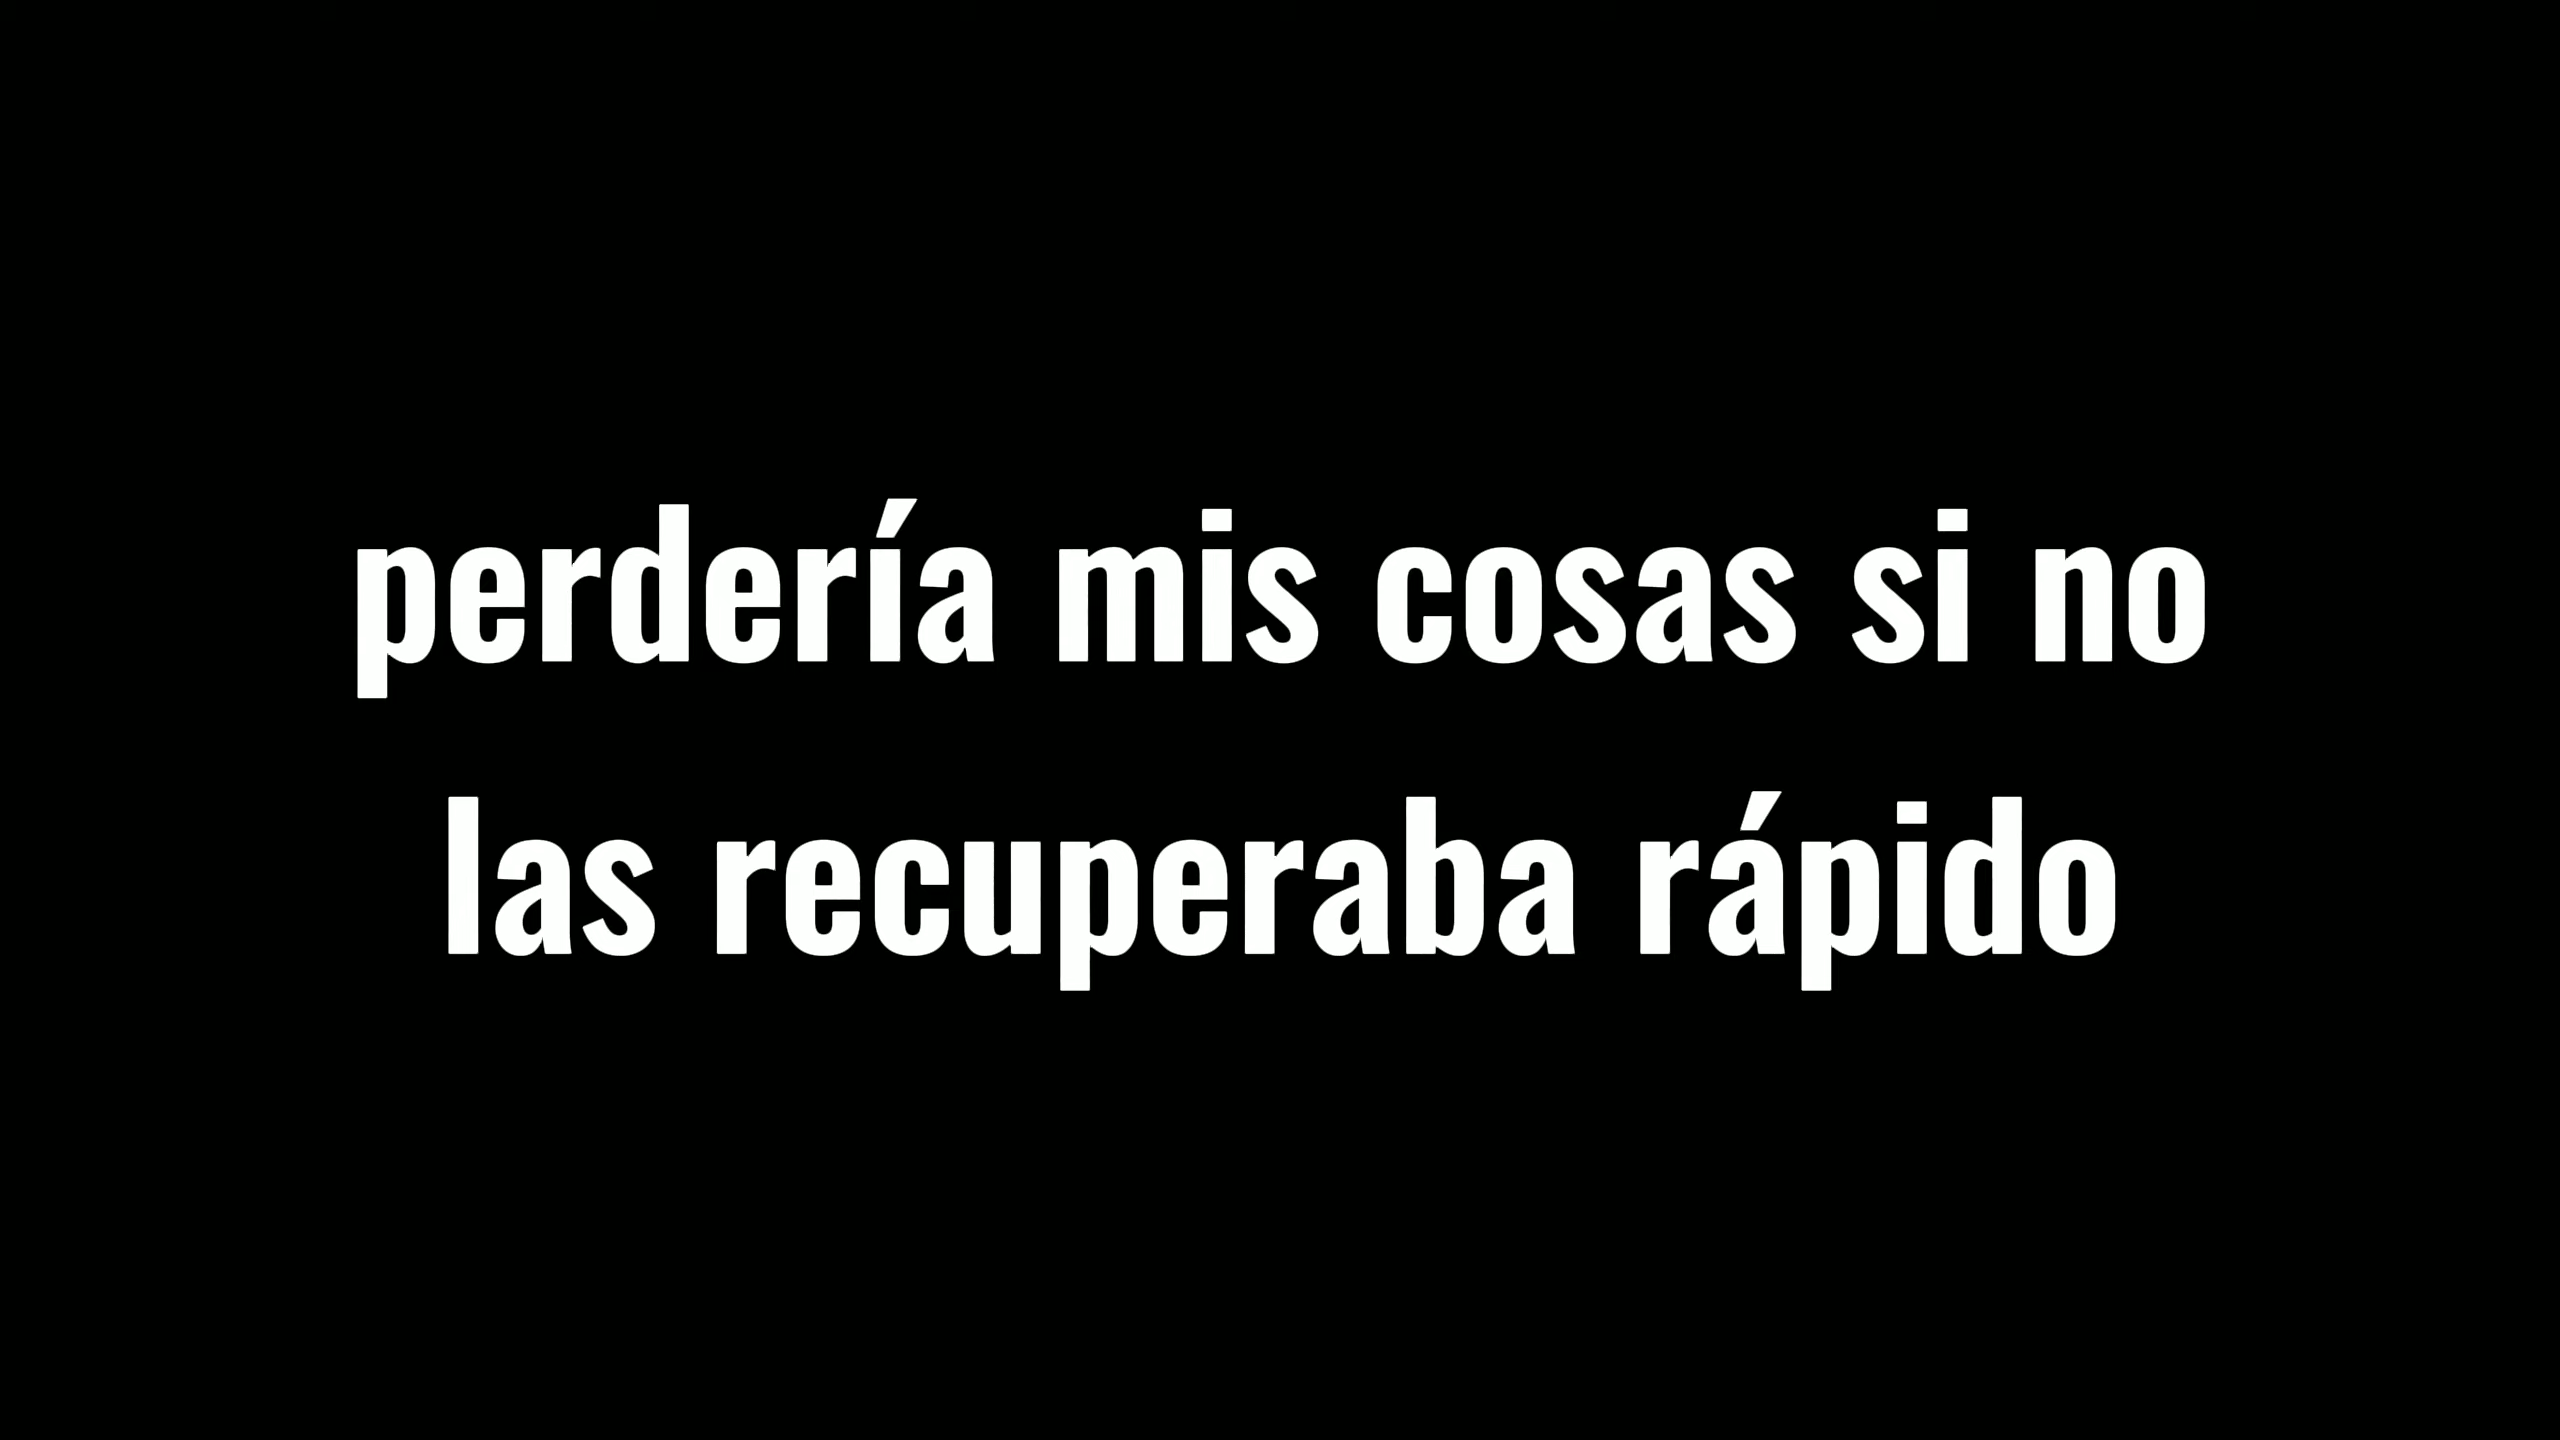 perdería mis cosas si no
las recuperaba rápido